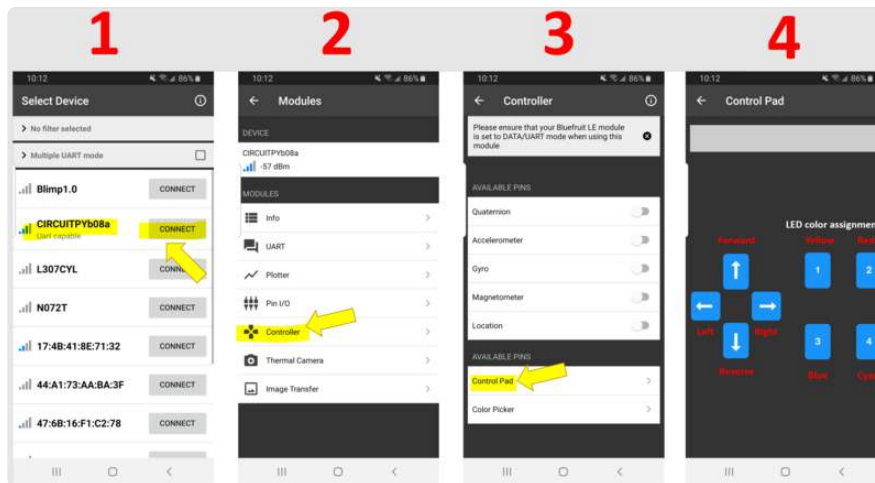 1
2
3
4
10:12
86%
Select Device
No filter selected
Multiple UART mode
Blimp1.0
CONNECT
CIRCUITPYb08a
Uart capable
CONNECT
L307CYL
N072T
CONNECT
17:4B:41:8E:71:32
CONNECT
44:A1:73:AA:BA:3F
CONNECT
47:6B:16:F1:C2:78
CONNECT
10:12
86%
Modules
DEVICE
CIRCUITPYb08a
-57 dBm
MODULES
Info
UART
Plotter
Pin I/O
Controller
Thermal Camera
Image Transfer
10:12
86%
Controller
Please ensure that your Bluefruit LE module
is set to DATA/UART mode when using this
module
AVAILABLE PINS
Quaternion
Accelerometer
Gyro
Magnetometer
Location
AVAILABLE PINS
Control Pad
Color Picker
10:12
86%
Control Pad
LED color assignmen
Forward
Yellow
Red
1
2
Left
Right
3
4
Reverse
Blue
Cyan